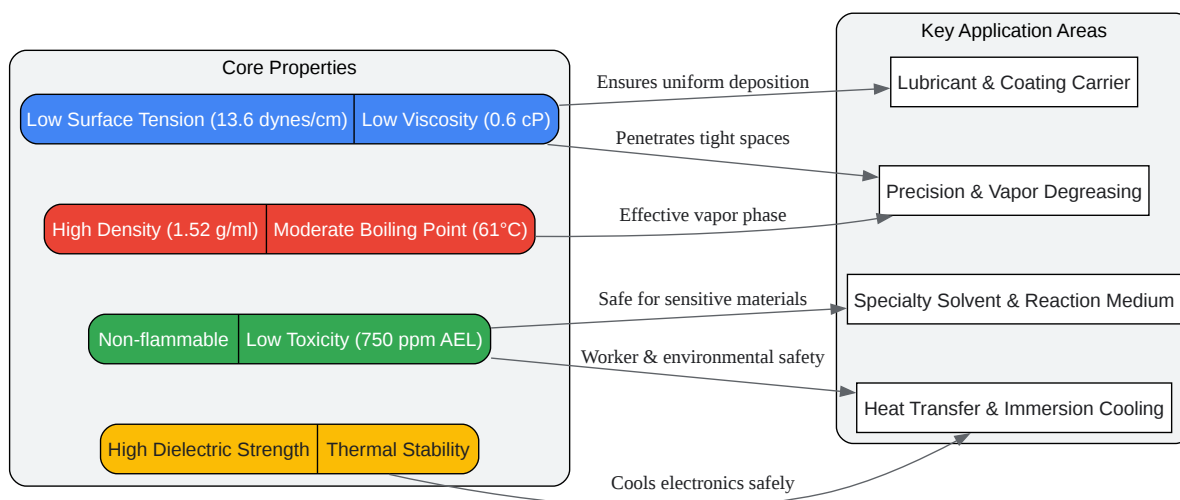 Core Properties
Low Surface Tension (13.6 dynes/cm)
Low Viscosity (0.6 cP)
High Density (1.52 g/ml)
Moderate Boiling Point (61°C)
Non-flammable
Low Toxicity (750 ppm AEL)
High Dielectric Strength
Thermal Stability
Ensures uniform deposition
Penetrates tight spaces
Effective vapor phase
Safe for sensitive materials
Worker & environmental safety
Cools electronics safely
Key Application Areas
Lubricant & Coating Carrier
Precision & Vapor Degreasing
Specialty Solvent & Reaction Medium
Heat Transfer & Immersion Cooling